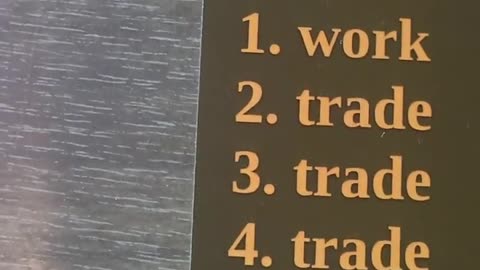 1. work
2. trade
3. trade
4. trade